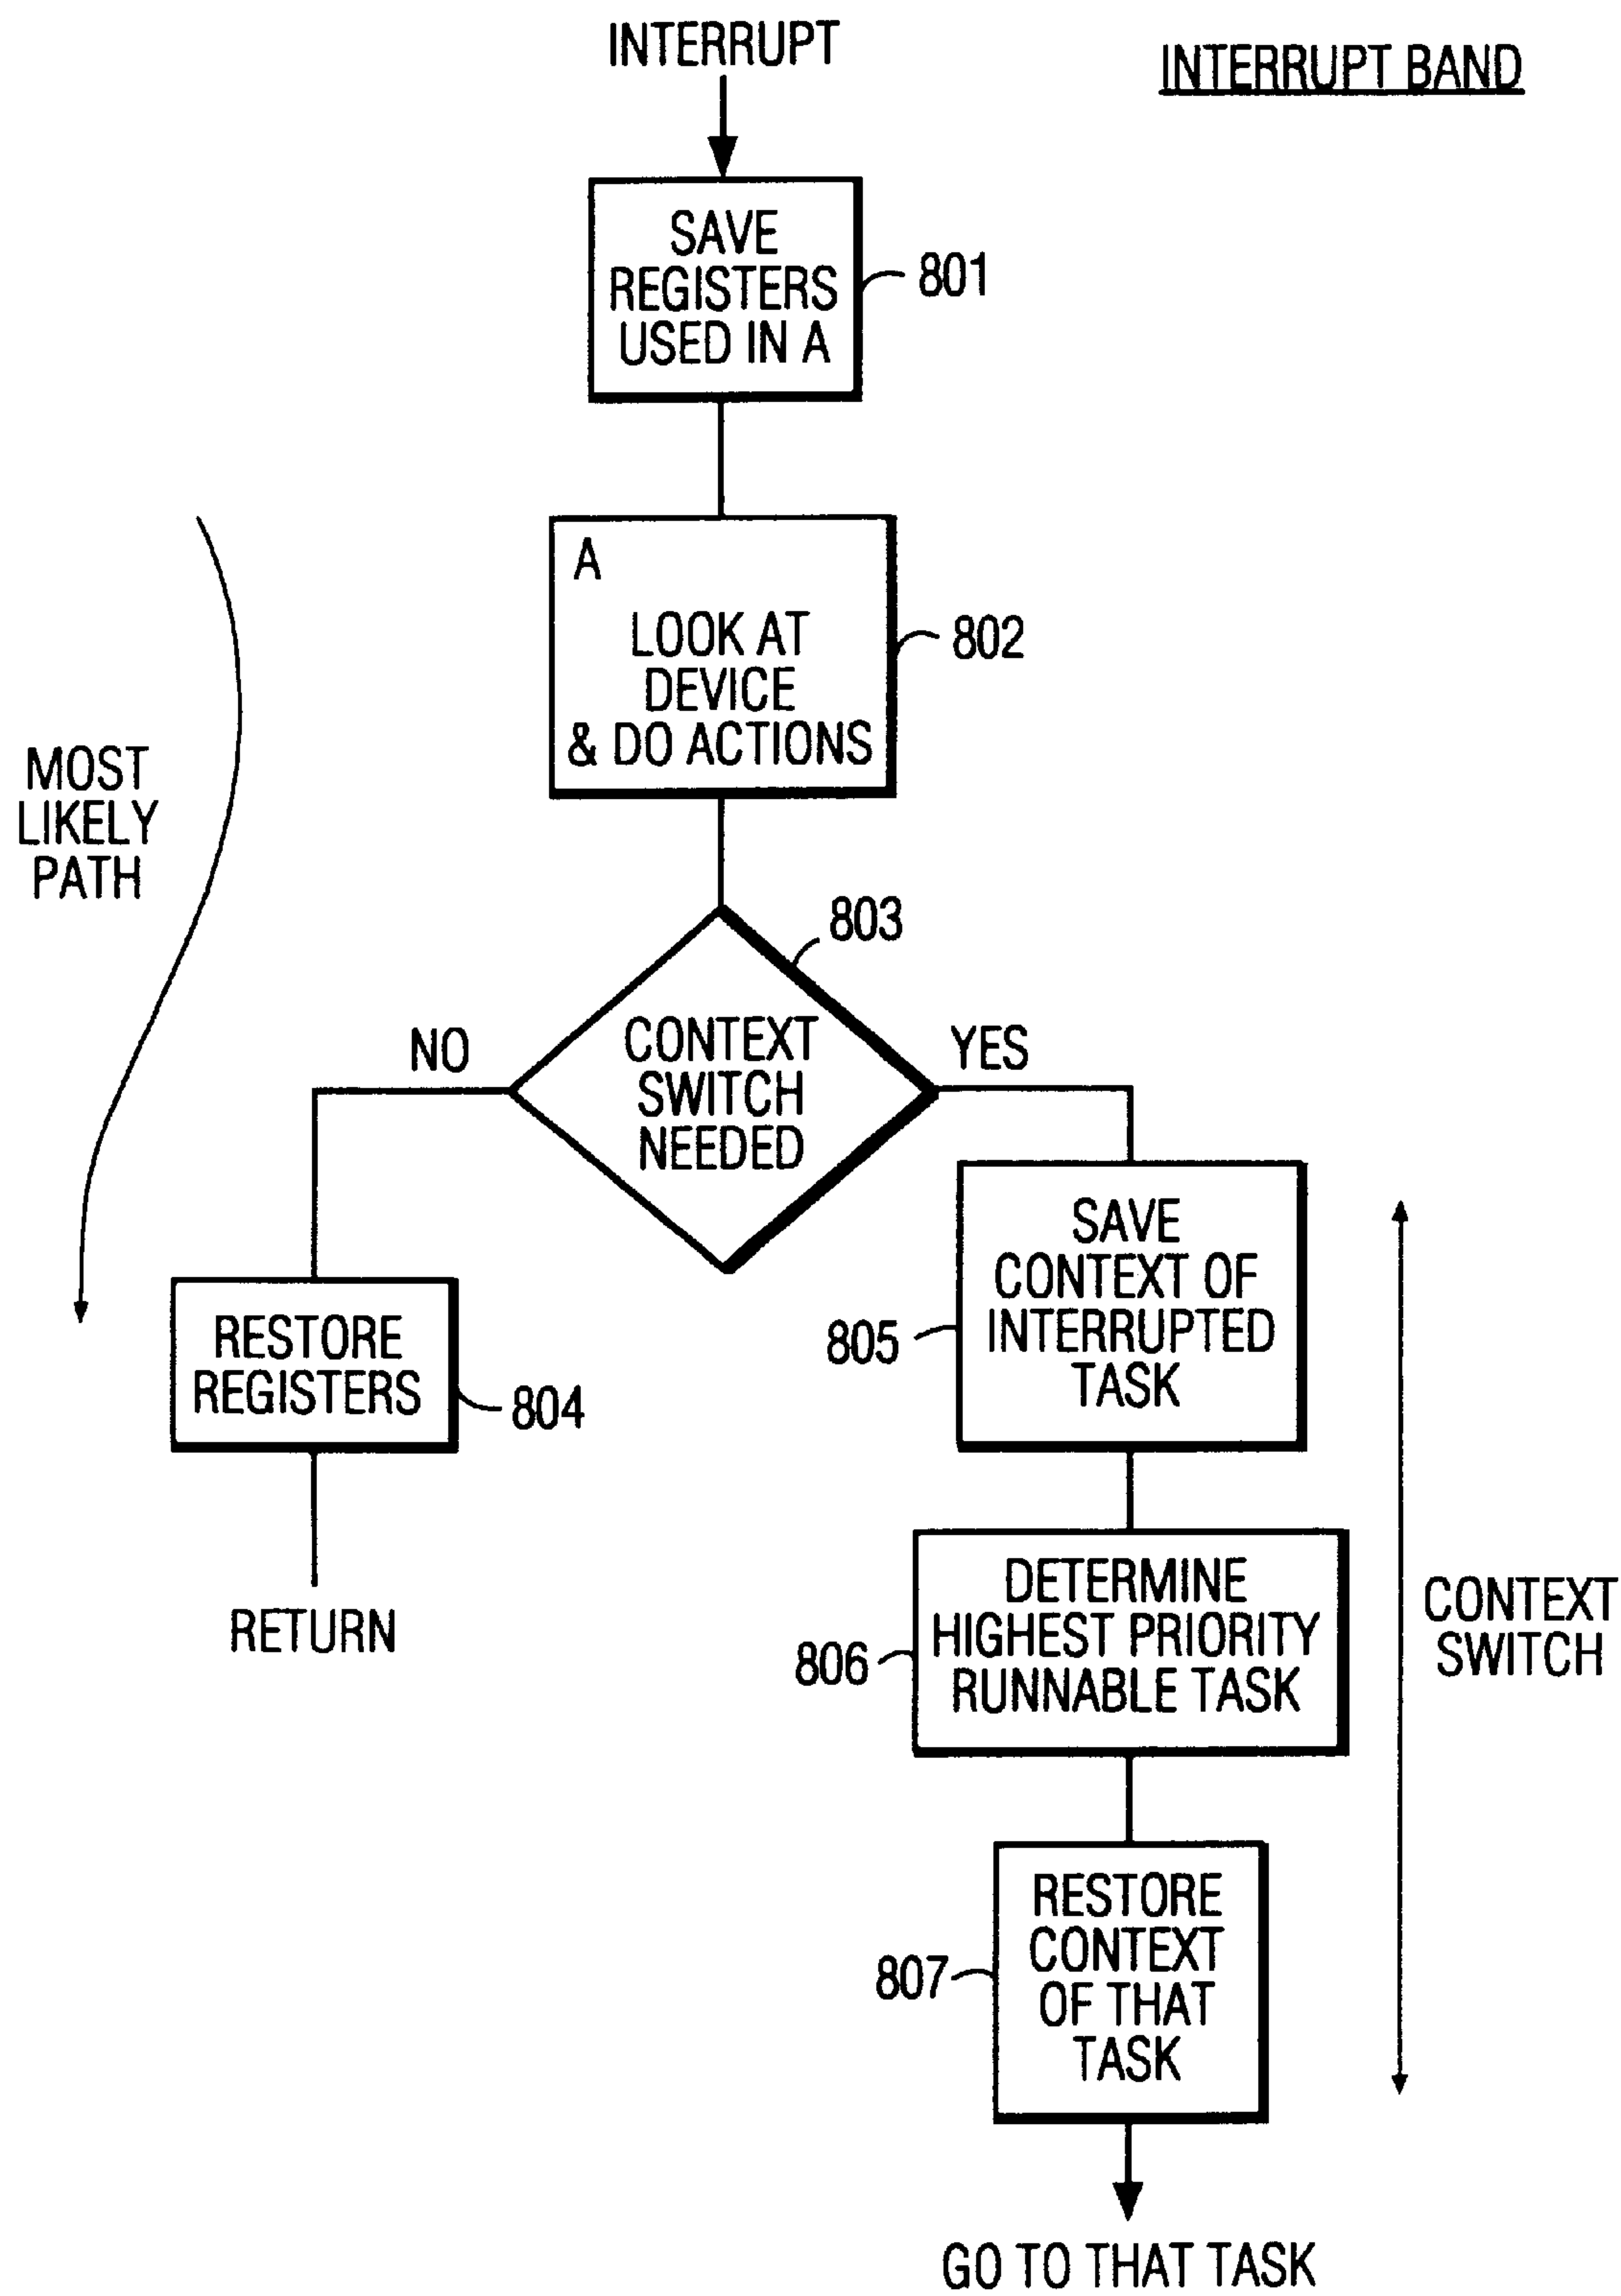 INTERRUPT
INTERRUPT BAND
SAVE
REGISTERS
USED IN A
801
A
LOOK AT
DEVICE
& DO ACTIONS
802
MOST
LIKELY
PATH
803
CONTEXT
SWITCH
NEEDED
NO
YES
RESTORE
REGISTERS
804
RETURN
SAVE
CONTEXT OF
INTERRUPTED
TASK
805
DETERMINE
HIGHEST PRIORITY
RUNNABLE TASK
806
CONTEXT
SWITCH
RESTORE
CONTEXT
OF THAT
TASK
807
GO TO THAT TASK